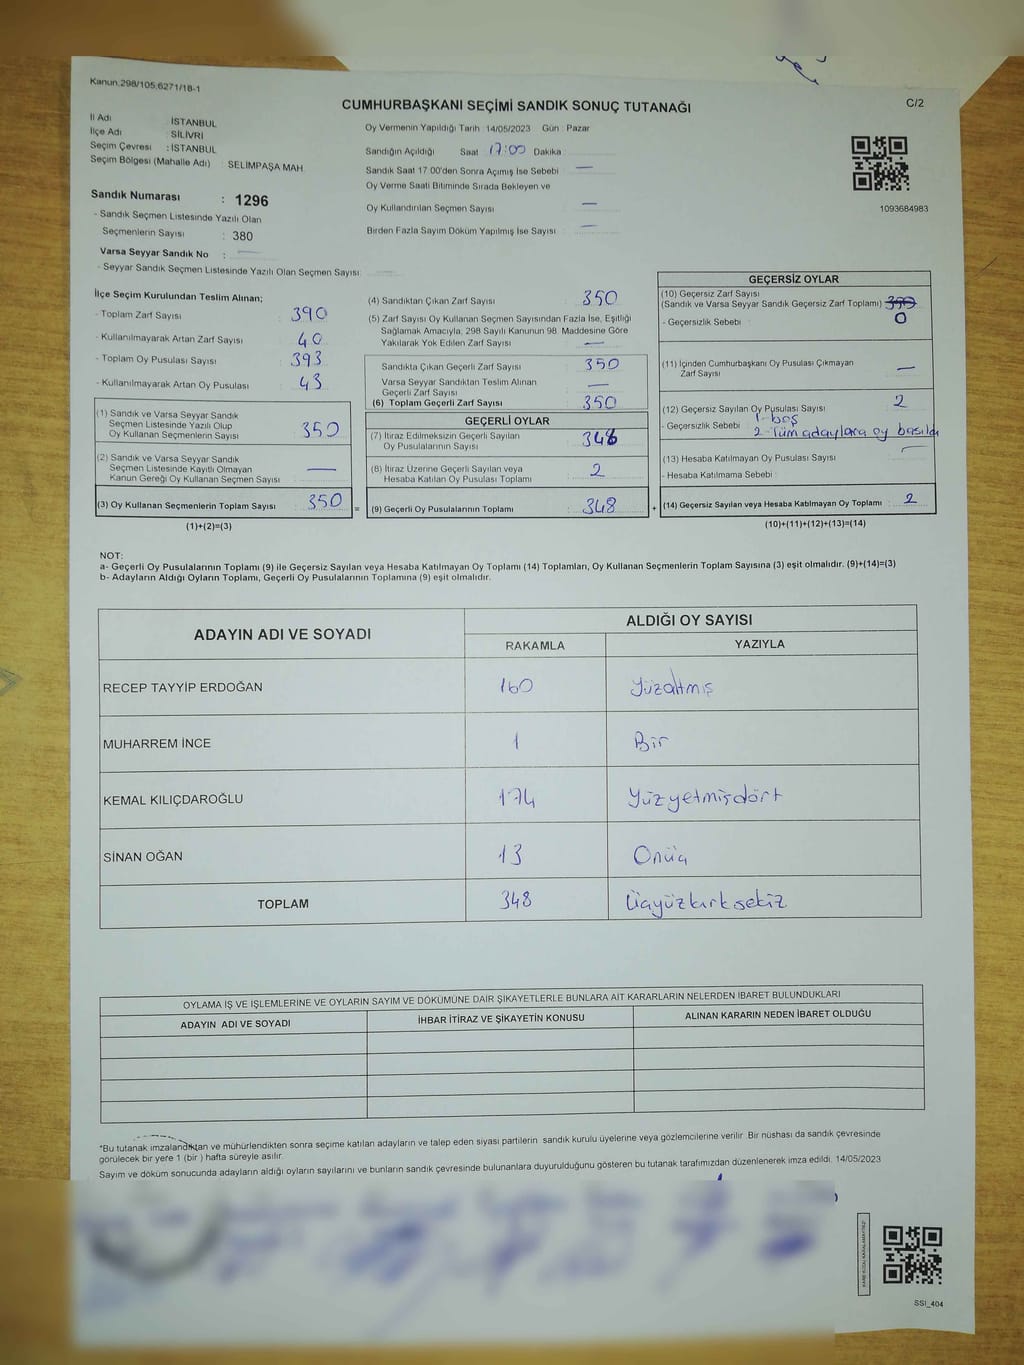 Kanun.298/105,6271/18-1
C/2
CUMHURBAŞKANI SEÇİMİ SANDIK SONUÇ TUTANAĞI
İl Adı : İSTANBUL
İlçe Adı : SİLİVRİ
Seçim Çevresi : İSTANBUL
Seçim Bölgesi (Mahalle Adı) : SELİMPAŞA MAH.
Sandık Numarası : 1296
- Sandık Seçmen Listesinde Yazılı Olan
Seçmenlerin Sayısı : 380
Varsa Seyyar Sandık No : —
- Seyyar Sandık Seçmen Listesinde Yazılı Olan Seçmen Sayısı:
Oy Vermenin Yapıldığı Tarih 14/05/2023 Gün : Pazar
Sandığın Açıldığı Saat 17:00 Dakika
Sandık Saat 17:00'den Sonra Açımış İse Sebebi —
Oy Verme Saati Bitiminde Sırada Bekleyen ve
Oy Kullandırılan Seçmen Sayısı —
Birden Fazla Sayım Döküm Yapılmış İse Sayısı —
1093684983
İlçe Seçim Kurulundan Teslim Alınan;
- Toplam Zarf Sayısı : 390
- Kullanılmayarak Artan Zarf Sayısı : 40
- Toplam Oy Pusulası Sayısı : 393
- Kullanılmayarak Artan Oy Pusulası : 43
(1) Sandık ve Varsa Seyyar Sandık
Seçmen Listesinde Yazılı Olup
Oy Kullanan Seçmenlerin Sayısı : 350
(2) Sandık ve Varsa Seyyar Sandık
Seçmen Listesinde Kayıtlı Olmayan
Kanun Gereği Oy Kullanan Seçmen Sayısı : —
(3) Oy Kullanan Seçmenlerin Toplam Sayısı : 350
(1)+(2)=(3)
=
(4) Sandıktan Çıkan Zarf Sayısı : 350
(5) Zarf Sayısı Oy Kullanan Seçmen Sayısından Fazla İse, Eşitliği
Sağlamak Amacıyla, 298 Sayılı Kanunun 98. Maddesine Göre
Yakılarak Yok Edilen Zarf Sayısı : —
Sandıkta Çıkan Geçerli Zarf Sayısı : 350
Varsa Seyyar Sandıktan Teslim Alınan
Geçerli Zarf Sayısı : —
(6) Toplam Geçerli Zarf Sayısı : 350
GEÇERLİ OYLAR
(7) İtiraz Edilmeksizin Geçerli Sayılan
Oy Pusulalarının Sayısı : 346
(8) İtiraz Üzerine Geçerli Sayılan veya
Hesaba Katılan Oy Pusulası Toplamı : 2
(9) Geçerli Oy Pusulalarının Toplamı : 348
+
GEÇERSİZ OYLAR
(10) Geçersiz Zarf Sayısı
(Sandık ve Varsa Seyyar Sandık Geçersiz Zarf Toplamı) 350
- Geçersizlik Sebebi : 0
(11) İçinden Cumhurbaşkanı Oy Pusulası Çıkmayan
Zarf Sayısı : —
(12) Geçersiz Sayılan Oy Pusulası Sayısı : 2
- Geçersizlik Sebebi : 1-boş
2-Tüm adaylara oy basıldı
(13) Hesaba Katılmayan Oy Pusulası Sayısı : —
- Hesaba Katılmama Sebebi :
(14) Geçersiz Sayılan veya Hesaba Katılmayan Oy Toplamı : 2
(10)+(11)+(12)+(13)=(14)
NOT:
a- Geçerli Oy Pusulalarının Toplamı (9) ile Geçersiz Sayılan veya Hesaba Katılmayan Oy Toplamı (14) Toplamları, Oy Kullanan Seçmenlerin Toplam Sayısına (3) eşit olmalıdır. (9)+(14)=(3)
b- Adayların Aldığı Oyların Toplamı, Geçerli Oy Pusulalarının Toplamına (9) eşit olmalıdır.
ADAYIN ADI VE SOYADI ALDIĞI OY SAYISI
RAKAMLA YAZIYLA
RECEP TAYYİP ERDOĞAN 160 Yüzaltmış
MUHARREM İNCE 1 Bir
KEMAL KILIÇDAROĞLU 174 Yüzyetmişdört
SİNAN OĞAN 13 Onüç
TOPLAM 348 Üçyüzkırksekiz
OYLAMA İŞ VE İŞLEMLERİNE VE OYLARIN SAYIM VE DÖKÜMÜNE DAİR ŞİKAYETLERLE BUNLARA AİT KARARLARIN NELERDEN İBARET BULUNDUKLARI
ADAYIN ADI VE SOYADI İHBAR İTİRAZ VE ŞİKAYETİN KONUSU ALINAN KARARIN NEDEN İBARET OLDUĞU
*Bu tutanak imzalandıktan ve mühürlendikten sonra seçime katılan adayların ve talep eden siyasi partilerin sandık kurulu üyelerine veya gözlemcilerine verilir. Bir nüshası da sandık çevresinde
görülecek bir yere 1 (bir ) hafta süreyle asılır.
Sayım ve döküm sonucunda adayların aldığı oyların sayılarını ve bunların sandık çevresinde bulunanlara duyurulduğunu gösteren bu tutanak tarafımızdan düzenlenerek imza edildi. 14/05/2023
KARE KODU KARALAMAYINIZ!
SSİ_404